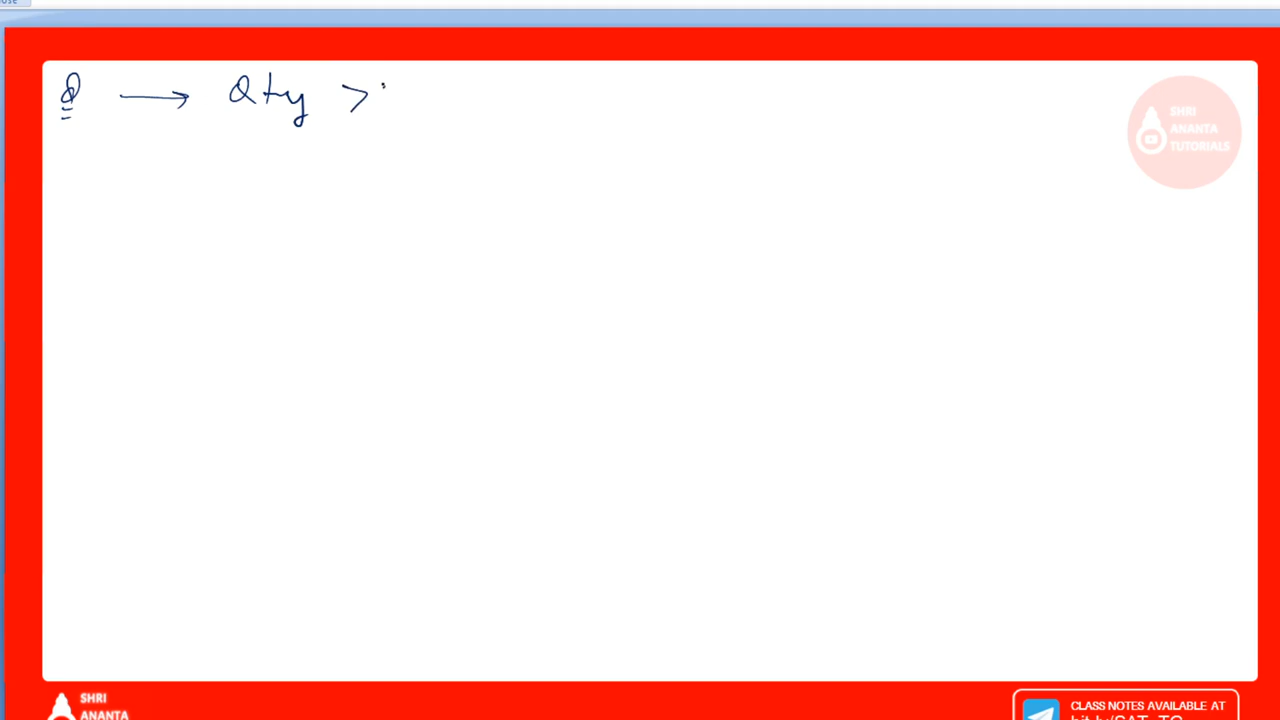 Q → Qty >
SHRI
ANANTA
TUTORIALS
SHRI
ANANTA
CLASS NOTES AVAILABLE AT